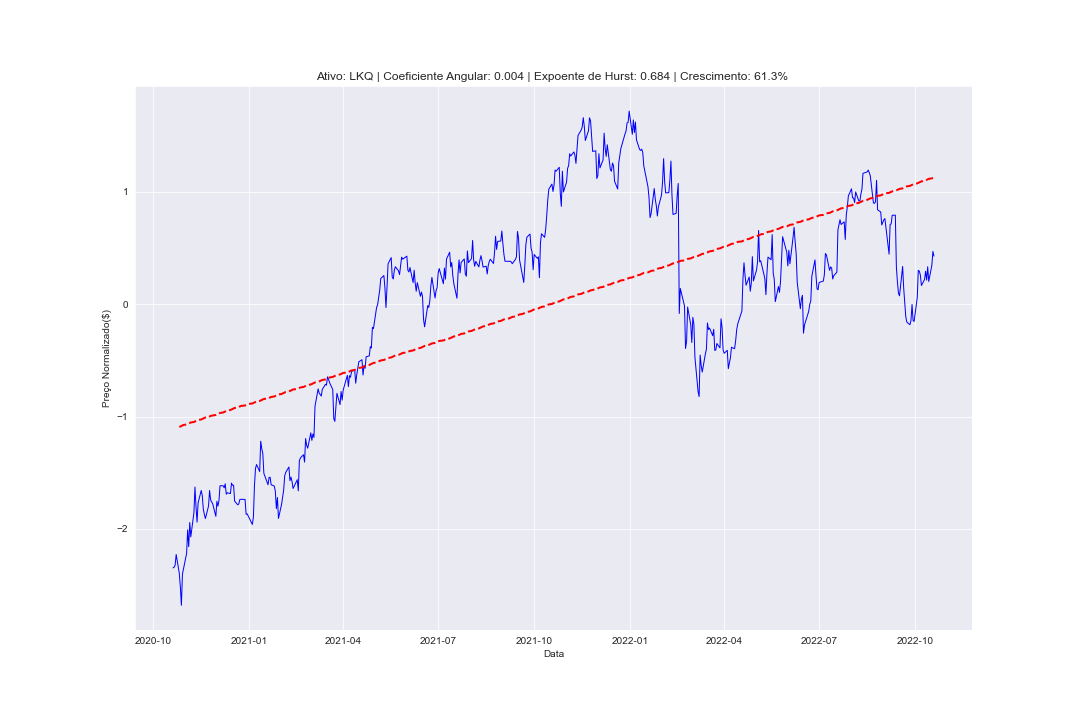 Ativo: LKQ | Coeficiente Angular: 0.004 | Expoente de Hurst: 0.684 | Crescimento: 61.3%
Preço Normalizado($)
1
0
−1
−2
2020-10 2021-01 2021-04 2021-07 2021-10 2022-01 2022-04 2022-07 2022-10
Data